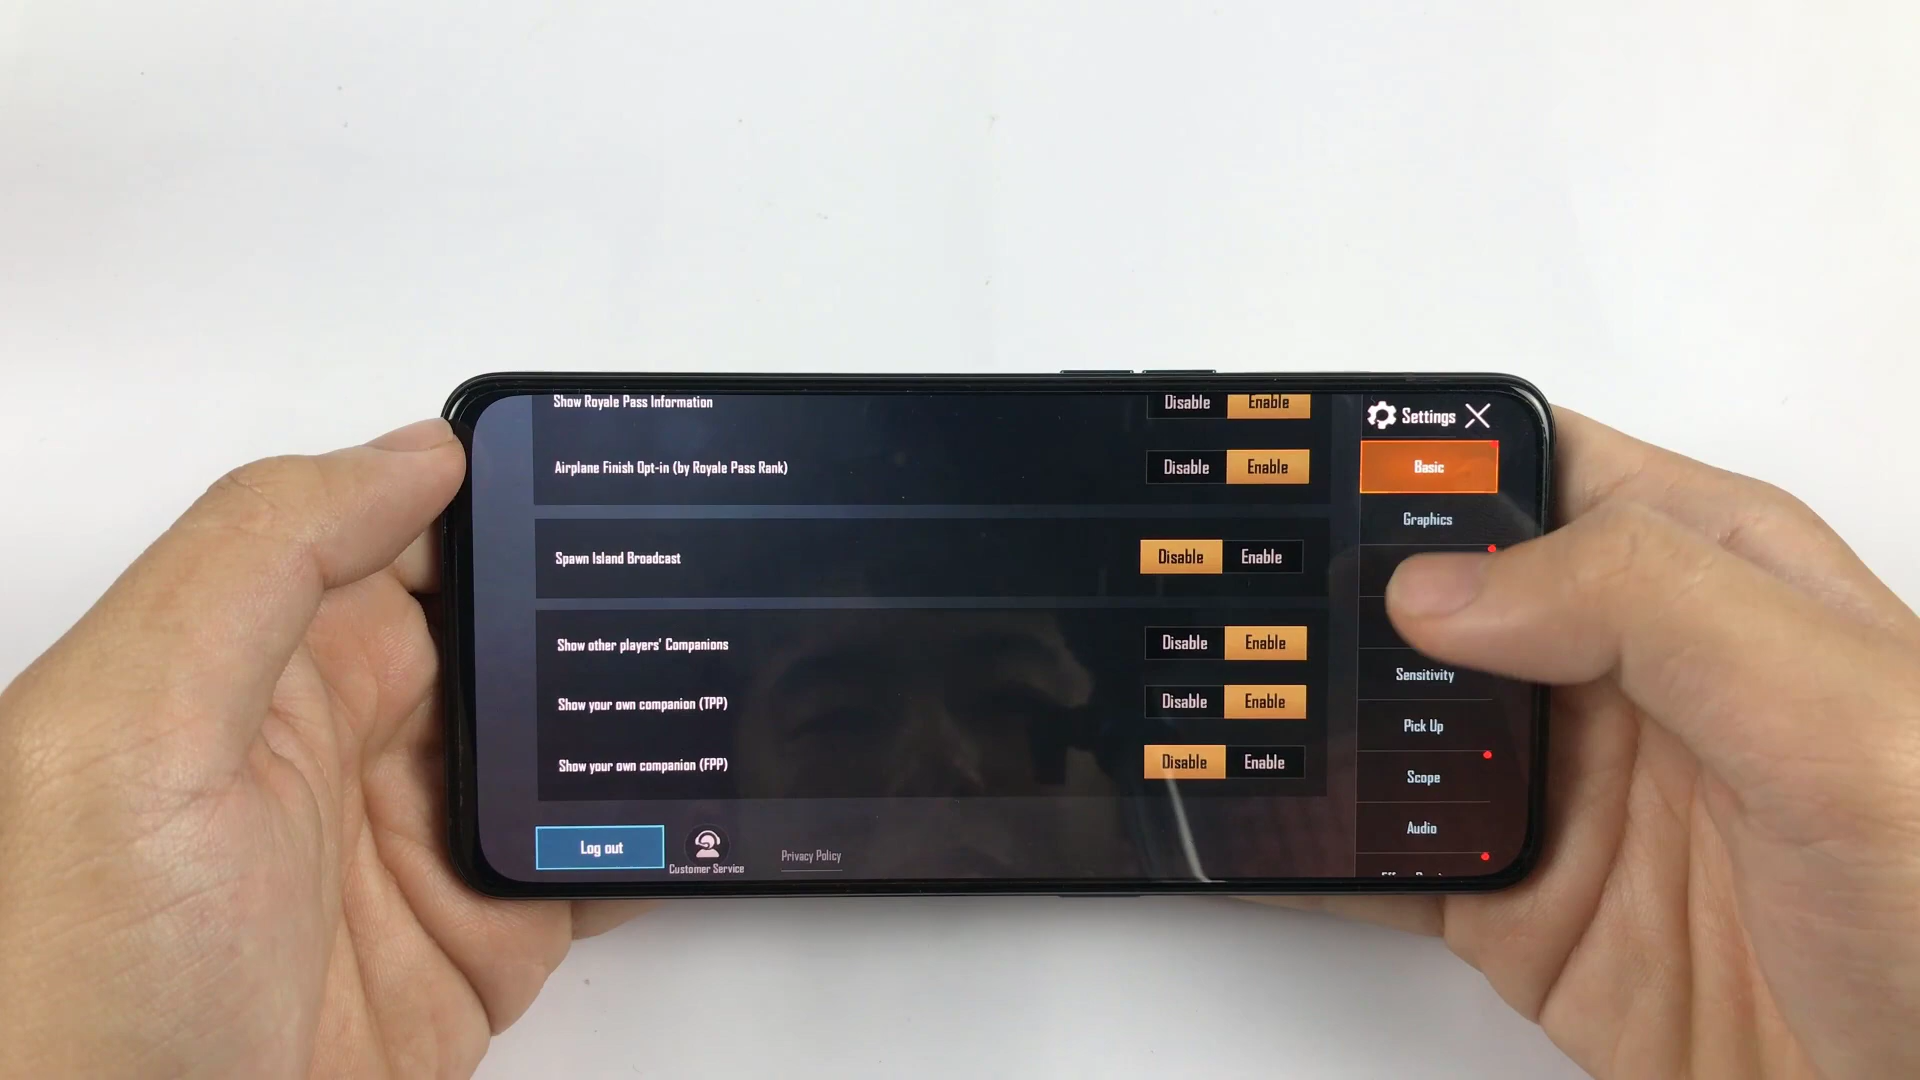 Show Royale Pass Information
Disable
Enable
Airplane Finish Opt-in (by Royale Pass Rank)
Disable
Enable
Spawn Island Broadcast
Disable
Enable
Show other players' Companions
Disable
Enable
Show your own companion (TPP)
Disable
Enable
Show your own companion (FPP)
Disable
Enable
Log out
Customer Service
Privacy Policy
Settings
Basic
Graphics
Sensitivity
Pick Up
Scope
Audio